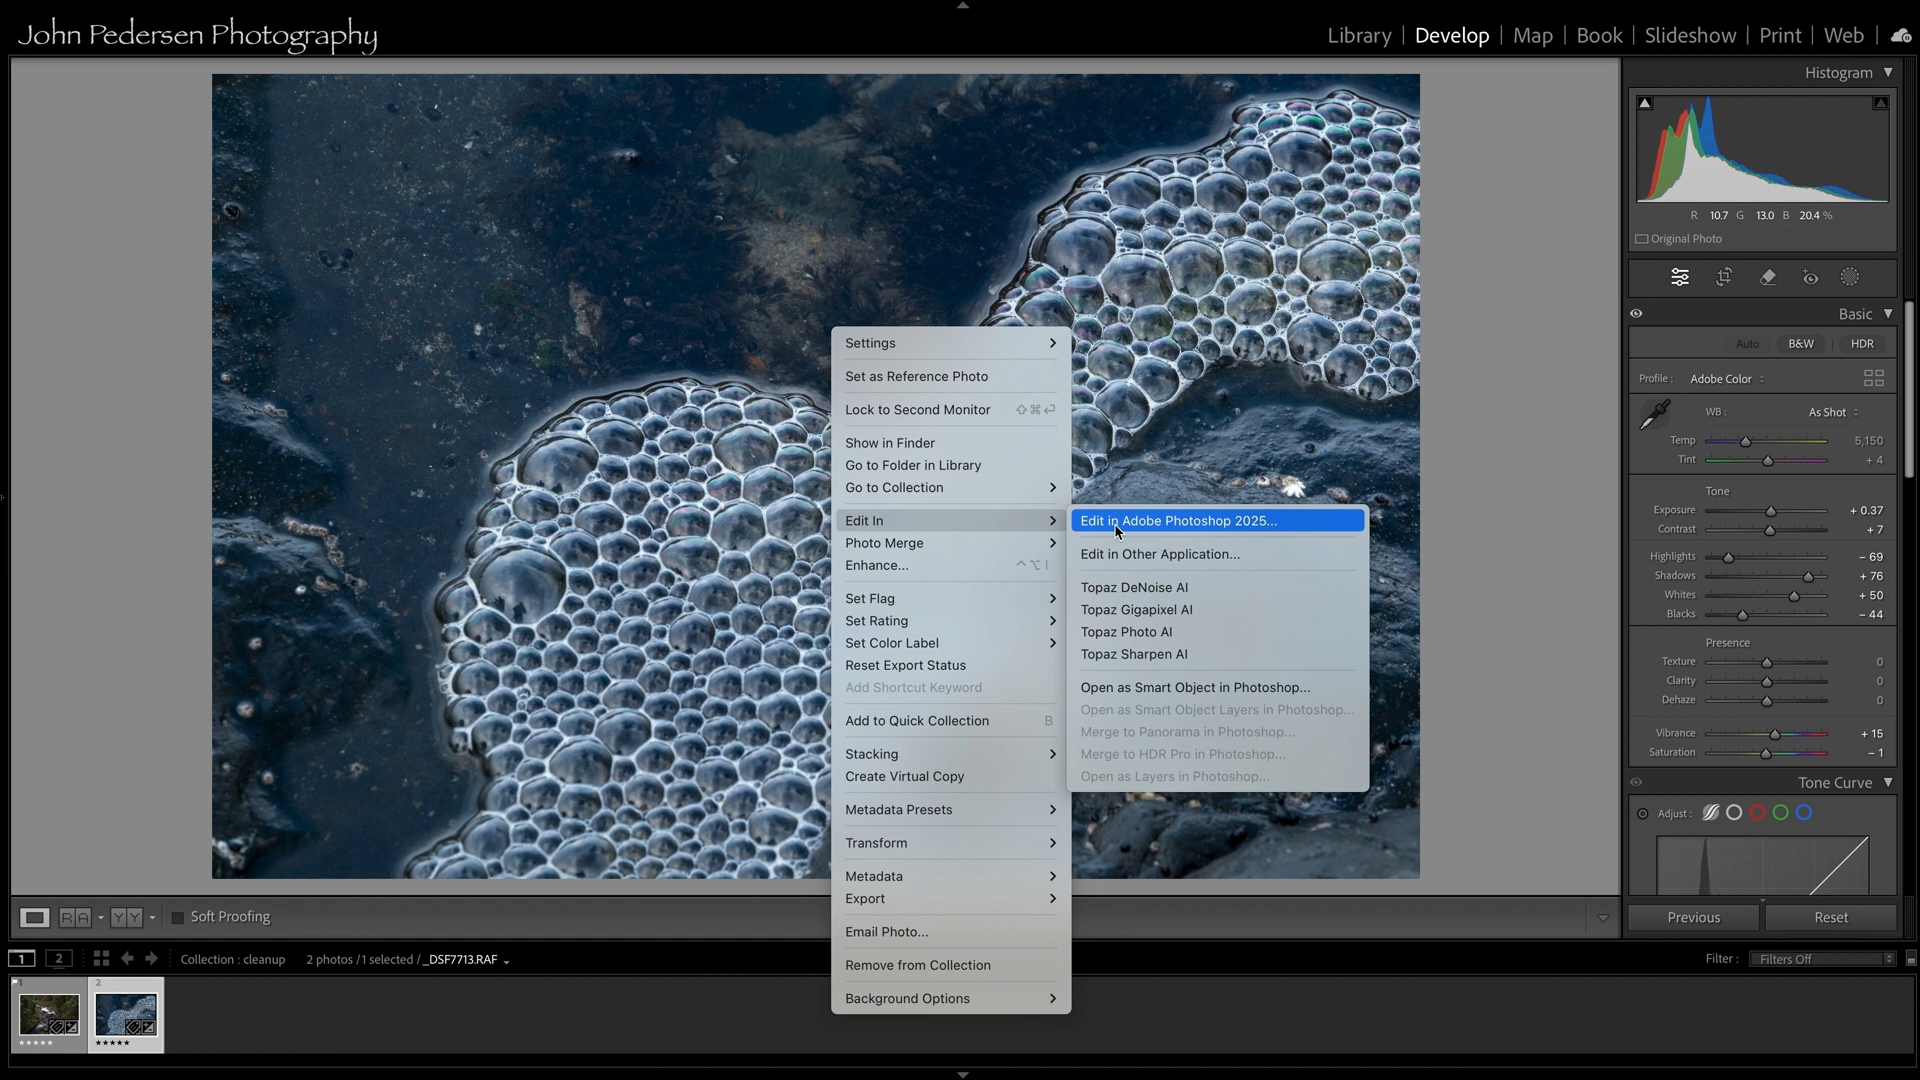 John Pedersen Photography
Library | Develop | Map | Book | Slideshow | Print | Web |
Histogram
R 10.7 G 13.0 B 20.4 %
Original Photo
Basic
Auto B&W | HDR
Profile : Adobe Color
WB : As Shot
Temp 5,150
Tint + 4
Tone
Exposure + 0.37
Contrast + 7
Highlights − 69
Shadows + 76
Whites + 50
Blacks − 44
Presence
Texture 0
Clarity 0
Dehaze 0
Vibrance + 15
Saturation − 1
Tone Curve
Adjust :
Previous Reset
Settings
Set as Reference Photo
Lock to Second Monitor ⇧⌘⏎
Show in Finder
Go to Folder in Library
Go to Collection
Edit In
Photo Merge
Enhance... ^⌥I
Set Flag
Set Rating
Set Color Label
Reset Export Status
Add Shortcut Keyword
Add to Quick Collection B
Stacking
Create Virtual Copy
Metadata Presets
Transform
Metadata
Export
Email Photo...
Remove from Collection
Background Options
Edit in Adobe Photoshop 2025...
Edit in Other Application...
Topaz DeNoise AI
Topaz Gigapixel AI
Topaz Photo AI
Topaz Sharpen AI
Open as Smart Object in Photoshop...
Open as Smart Object Layers in Photoshop...
Merge to Panorama in Photoshop...
Merge to HDR Pro in Photoshop...
Open as Layers in Photoshop...
R A Y Y Soft Proofing
1 2 Collection : cleanup 2 photos / 1 selected / _DSF7713.RAF
Filter : Filters Off
1 2